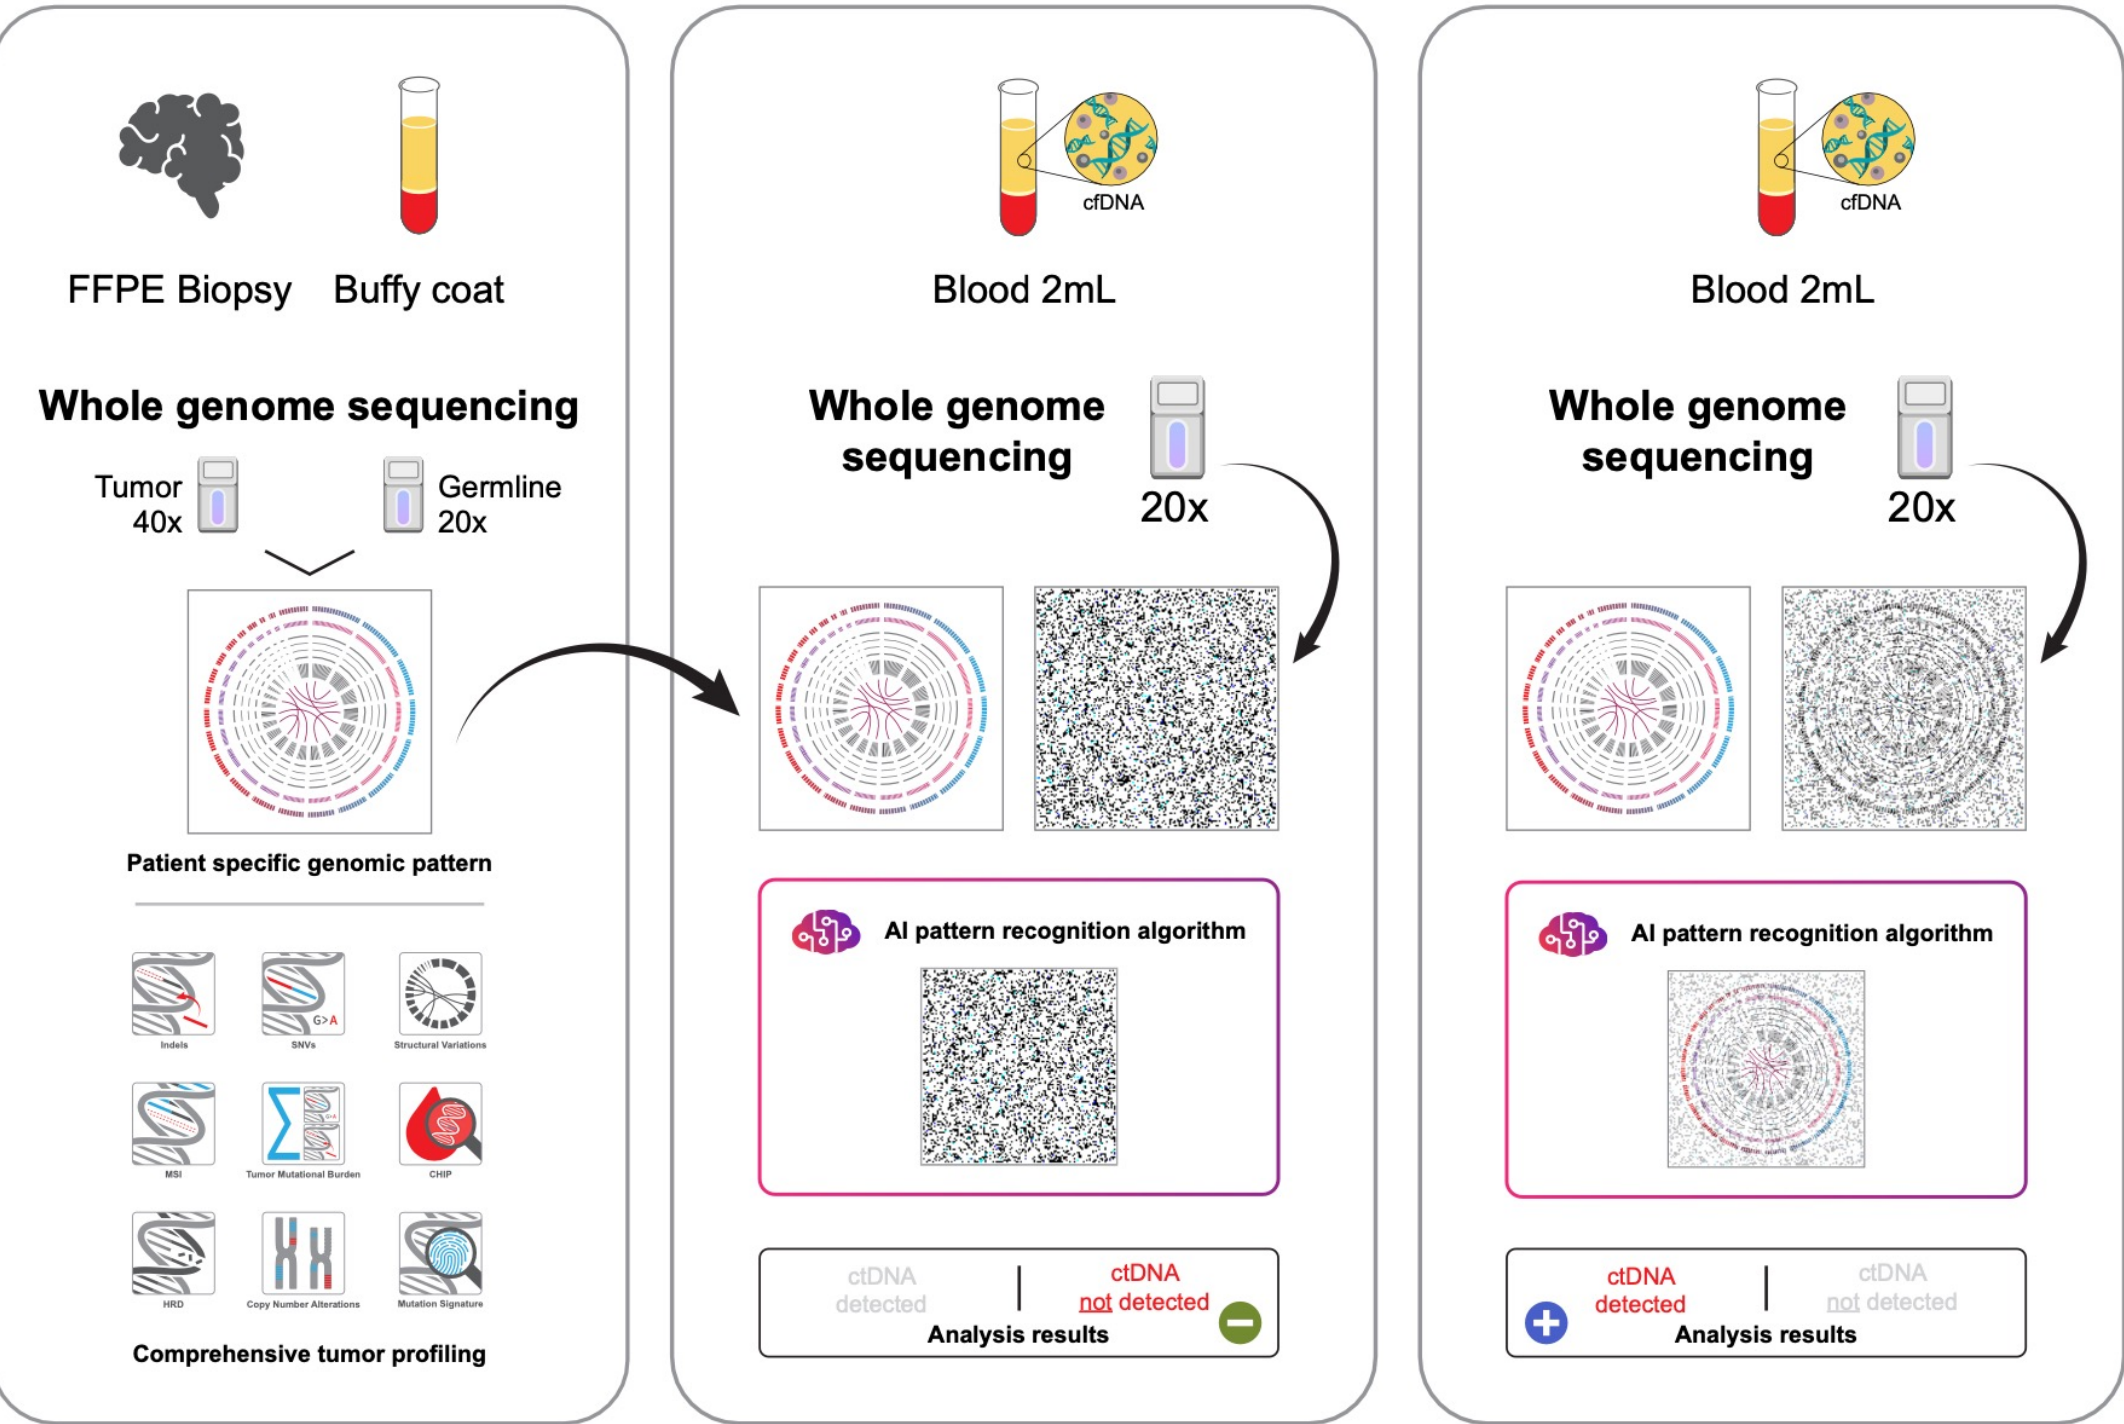 FFPE Biopsy
Buffy coat
Whole genome sequencing
Tumor
40x
Germline
20x
Patient specific genomic pattern
Indels
G>A
SNVs
Structural Variations
MSI
G>A
Tumor Mutational Burden
CHIP
HRD
Copy Number Alterations
Mutation Signature
Comprehensive tumor profiling
cfDNA
Blood 2mL
Whole genome
sequencing
20x
AI pattern recognition algorithm
ctDNA
detected
ctDNA
not detected
Analysis results
cfDNA
Blood 2mL
Whole genome
sequencing
20x
AI pattern recognition algorithm
ctDNA
detected
ctDNA
not detected
Analysis results